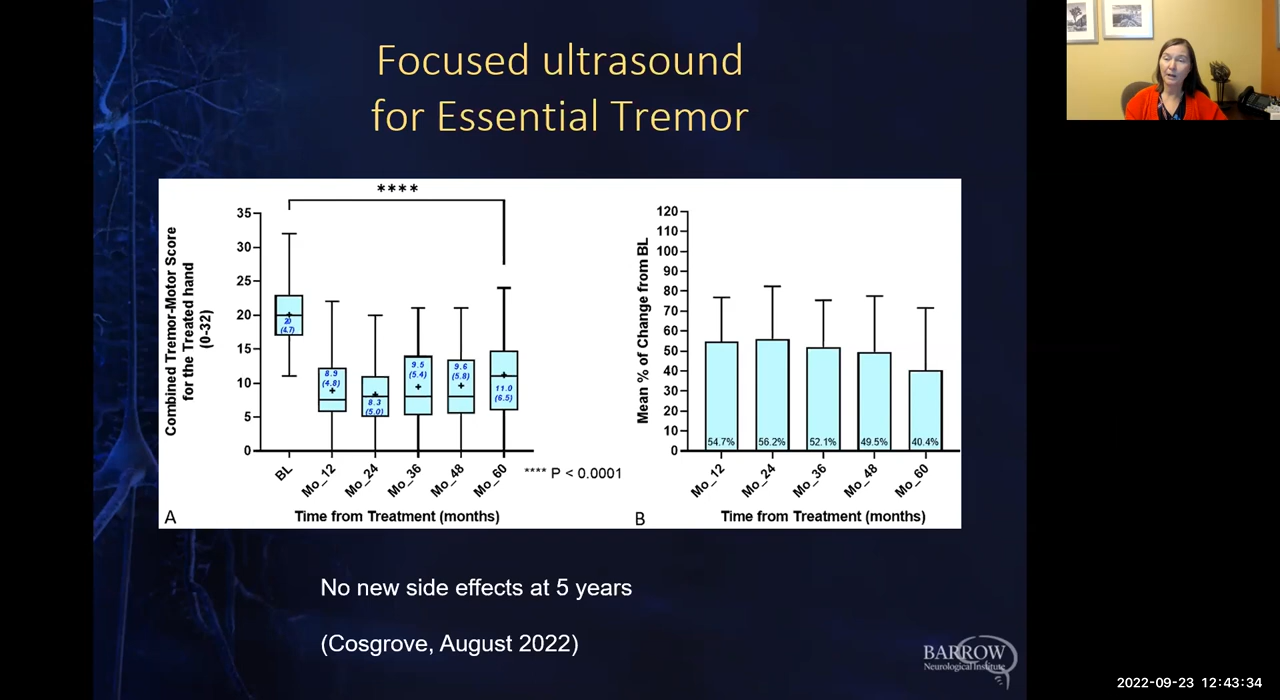 Focused ultrasound
for Essential Tremor
****
Combined Tremor-Motor Score
for the Treated hand
(0-32)
35
30
25
20
15
10
5
0
20
(4.7)
8.9
(4.8)
8.3
(5.0)
9.5
(5.4)
9.6
(5.8)
11.0
(6.5)
BL
Mo_12
Mo_24
Mo_36
Mo_48
Mo_60
**** P < 0.0001
A
Time from Treatment (months)
Mean % of Change from BL
120
110
100
90
80
70
60
50
40
30
20
10
0
54.7%
56.2%
52.1%
49.5%
40.4%
Mo_12
Mo_24
Mo_36
Mo_48
Mo_60
B
Time from Treatment (months)
No new side effects at 5 years
(Cosgrove, August 2022)
BARROW
Neurological Institute
2022-09-23 12:43:34